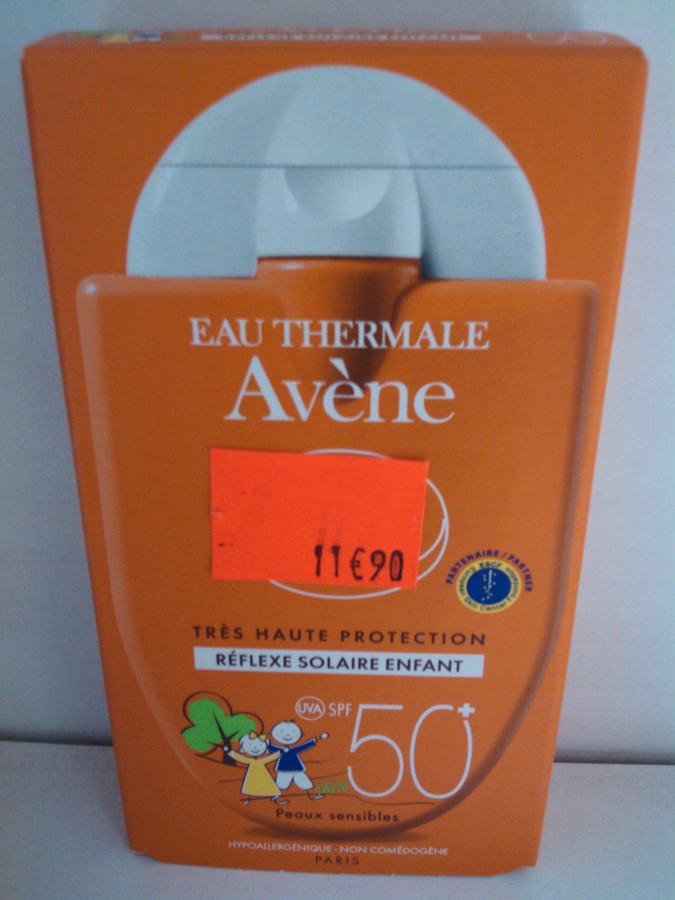 EAU THERMALE
Avène
11€90
PARTENAIRE / PARTNER
TRÈS HAUTE PROTECTION
RÉFLEXE SOLAIRE ENFANT
UVA SPF 50+
Peaux sensibles
HYPOALLERGÉNIQUE - NON COMÉDOGÈNE
PARIS